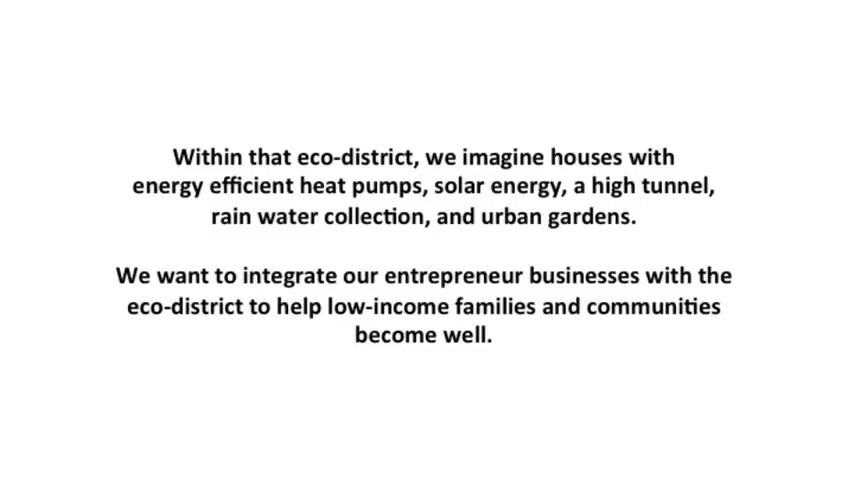 Within that eco-district, we imagine houses with
energy efficient heat pumps, solar energy, a high tunnel,
rain water collection, and urban gardens.
We want to integrate our entrepreneur businesses with the
eco-district to help low-income families and communities
become well.